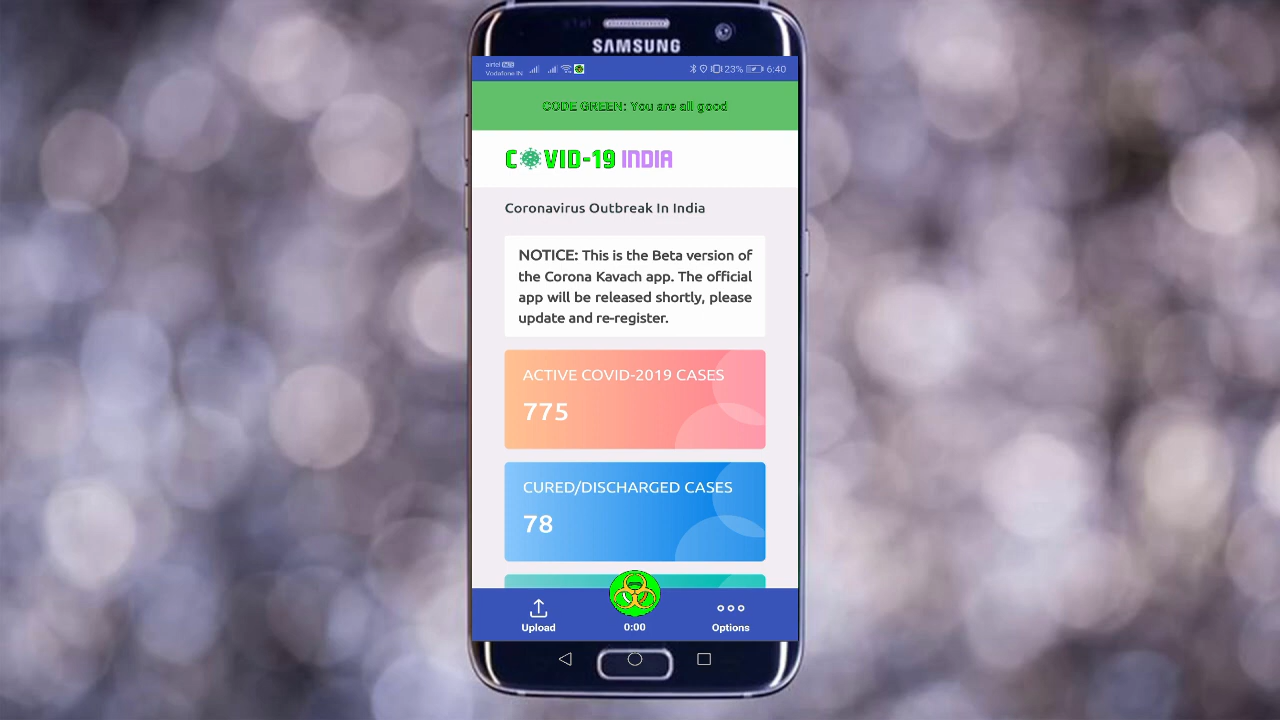 SAMSUNG
airtel
Vodafone IN
23% 6:40
CODE GREEN: You are all good
COVID-19 INDIA
Coronavirus Outbreak In India
NOTICE: This is the Beta version of
the Corona Kavach app. The official
app will be released shortly, please
update and re-register.
ACTIVE COVID-2019 CASES
775
CURED/DISCHARGED CASES
78
Upload
0:00
Options